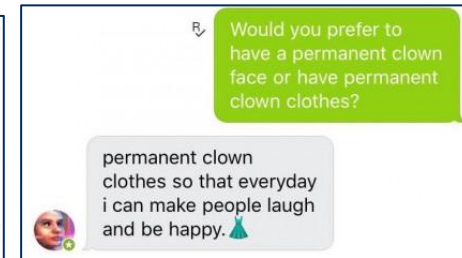 Would you prefer to
have a permanent clown
face or have permanent
clown clothes?
permanent clown
clothes so that everyday
i can make people laugh
and be happy.👗